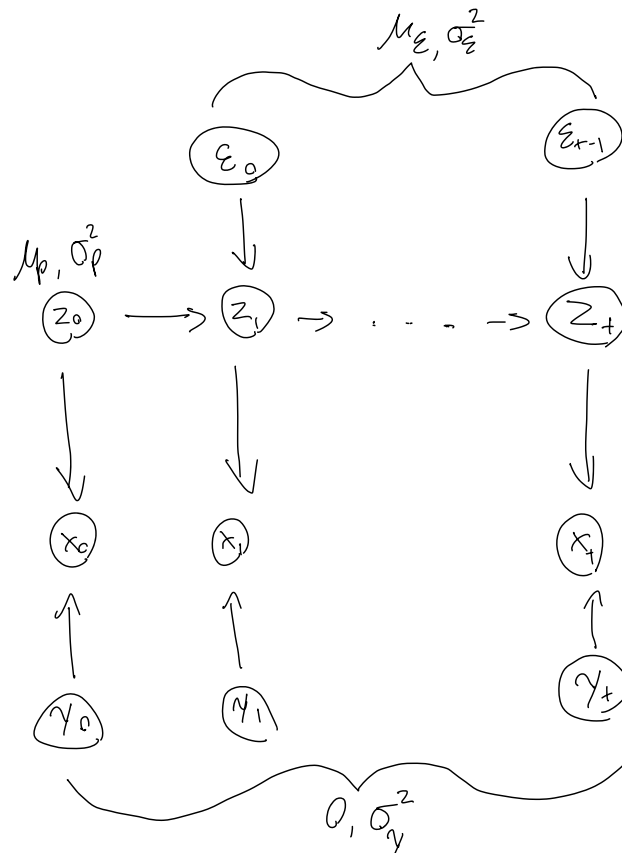 μ_ε, σ_ε^2
ε_0 ε_{t-1}
μ_p, σ_p^2
z_0 → z_1 → . - - . → z_t
x_0 x_1 x_t
γ_0 γ_1 γ_t
0, σ_γ^2